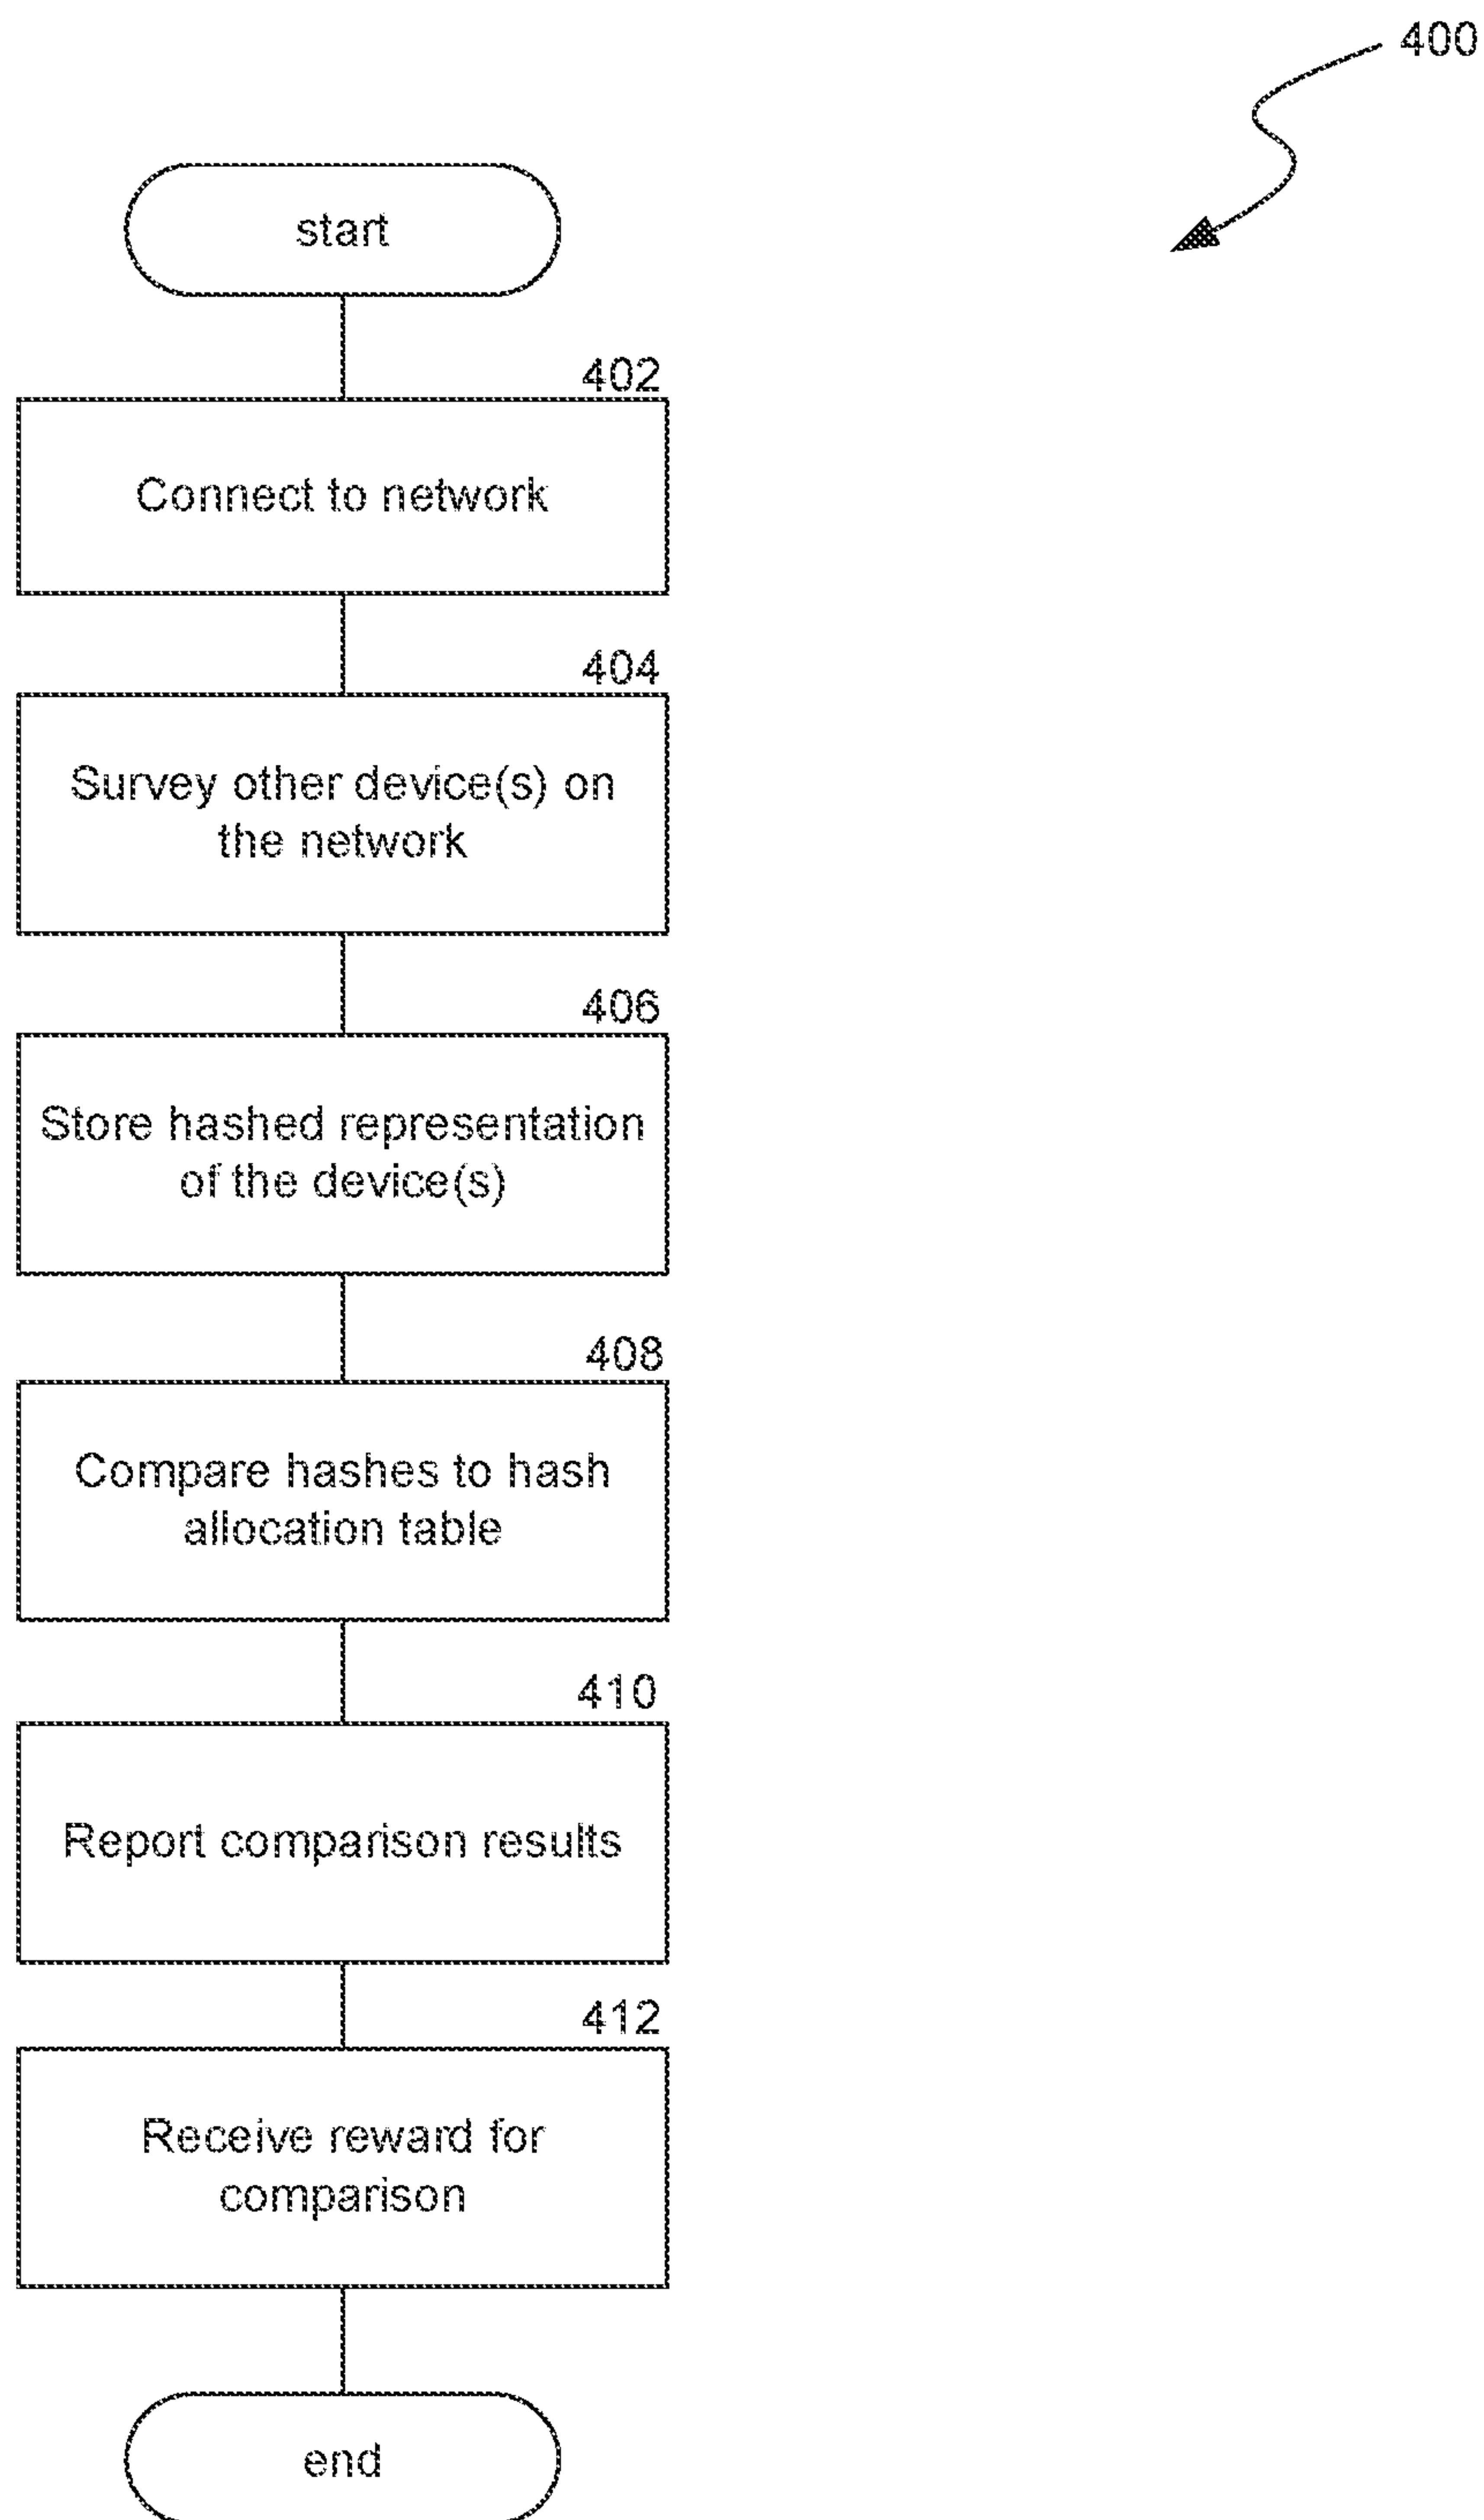 400
start
402
Connect to network
404
Survey other device(s) on
the network
406
Store hashed representation
of the device(s)
408
Compare hashes to hash
allocation table
410
Report comparison results
412
Receive reward for
comparison
end